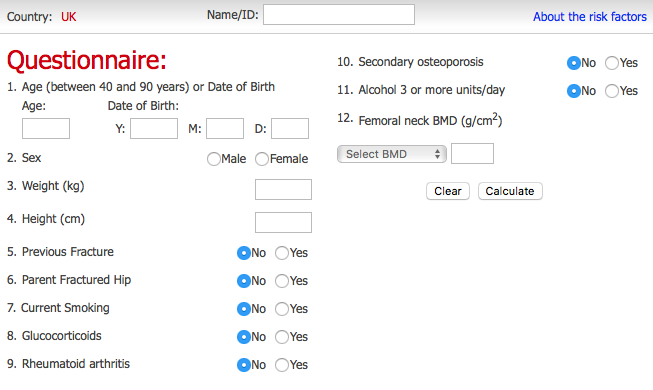 Country: UK
Name/ID:
About the risk factors
Questionnaire:
1. Age (between 40 and 90 years) or Date of Birth
Age: Date of Birth:
Y: M: D:
2. Sex Male Female
3. Weight (kg)
4. Height (cm)
5. Previous Fracture No Yes
6. Parent Fractured Hip No Yes
7. Current Smoking No Yes
8. Glucocorticoids No Yes
9. Rheumatoid arthritis No Yes
10. Secondary osteoporosis No Yes
11. Alcohol 3 or more units/day No Yes
12. Femoral neck BMD (g/cm²)
Select BMD
Clear Calculate